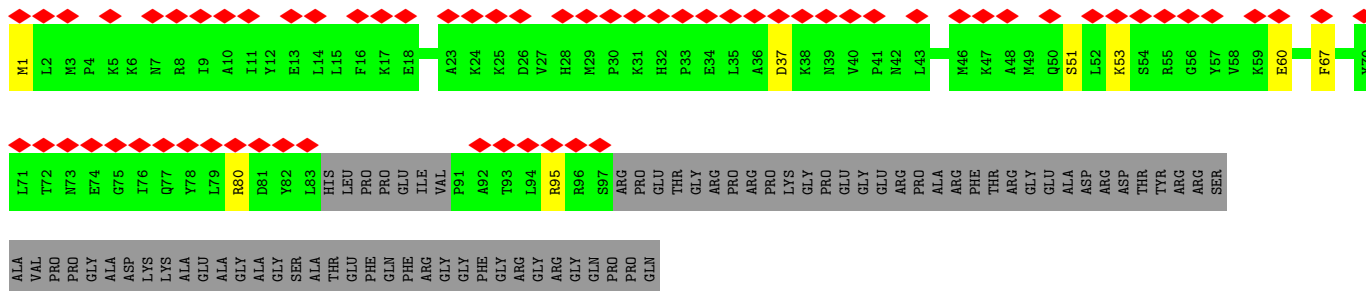 M1 L2 M3 P4 K5 K6 N7 R8 I9 A10 I11 Y12 E13 L14 L15 F16 K17 E18 A23 K24 K25 D26 V27 H28 M29 P30 K31 H32 P33 E34 L35 A36 D37 K38 N39 V40 P41 N42 L43 M46 K47 A48 M49 Q50 S51 L52 K53 S54 R55 G56 Y57 V58 K59 E60 F67
L71 T72 N73 E74 G75 I76 Q77 Y78 L79 R80 D81 Y82 L83 HIS LEU PRO PRO GLU ILE VAL P91 A92 T93 L94 R95 R96 S97 ARG PRO GLU THR GLY ARG PRO ARG PRO LYS GLY PRO GLU GLY GLU ARG PRO ALA ARG PHE THR ARG GLY GLU ALA ASP ARG ASP THR TYR ARG ARG SER
ALA VAL PRO PRO GLY ALA ASP LYS LYS ALA GLU ALA GLY ALA GLY SER ALA THR GLU PHE GLN PHE ARG GLY GLY PHE GLY ARG GLY ARG GLY GLN PRO PRO GLN